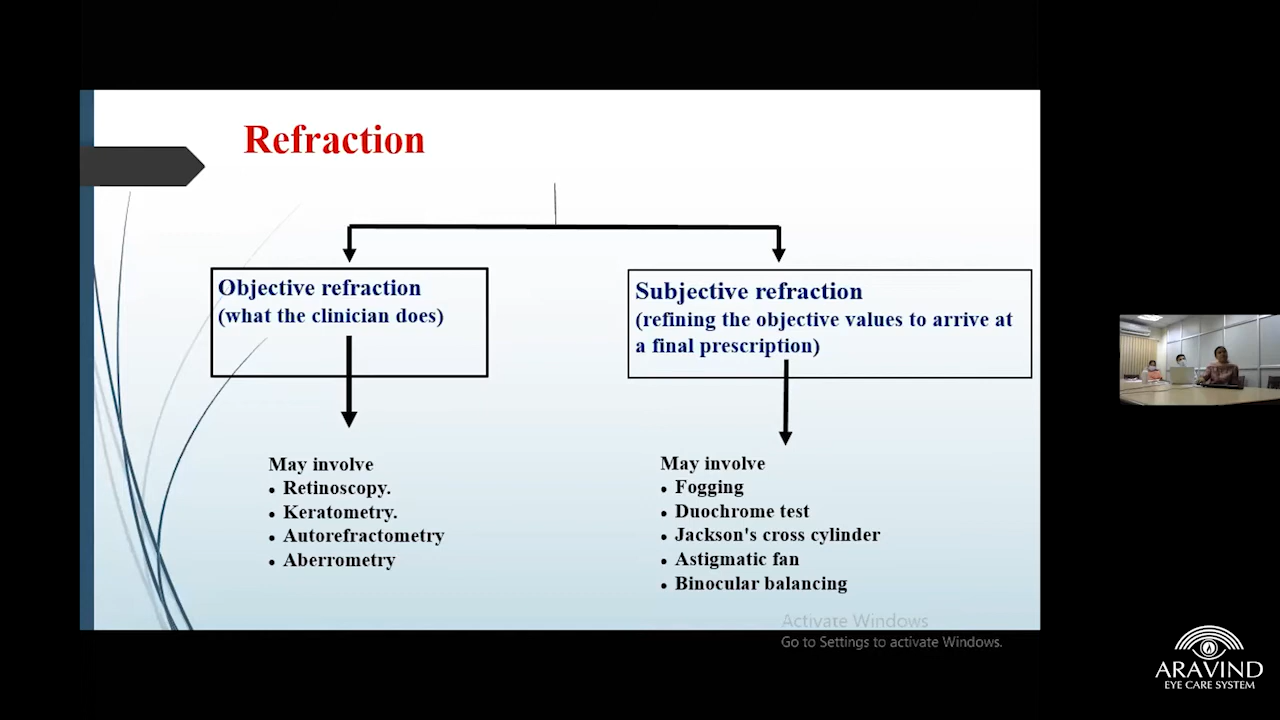 Refraction
Objective refraction
(what the clinician does)
Subjective refraction
(refining the objective values to arrive at
a final prescription)
May involve
• Retinoscopy.
• Keratometry.
• Autorefractometry
• Aberrometry
May involve
• Fogging
• Duochrome test
• Jackson's cross cylinder
• Astigmatic fan
• Binocular balancing
Activate Windows
Go to Settings to activate Windows.
ARAVIND
EYE CARE SYSTEM